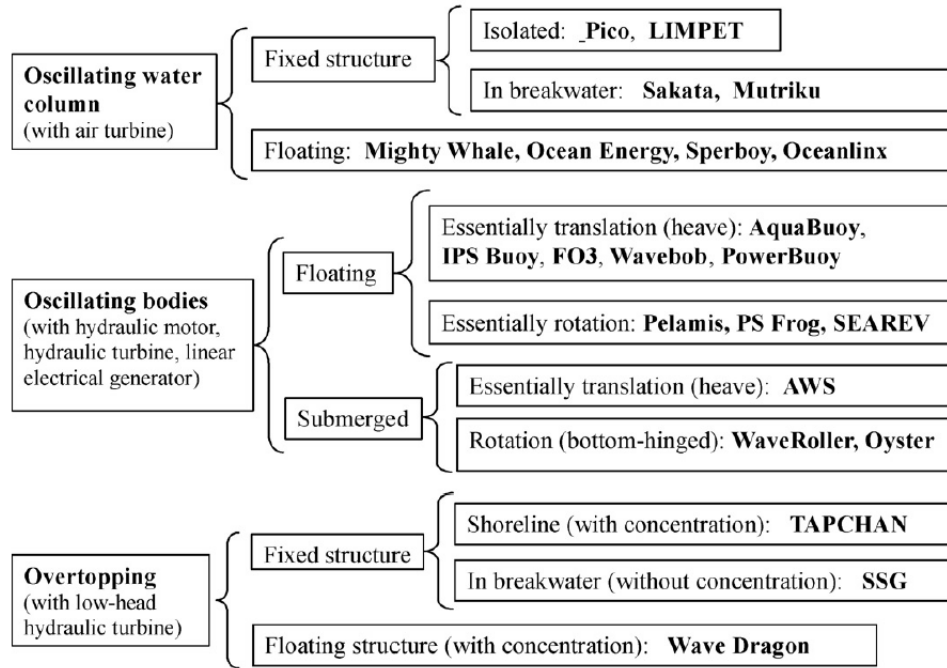 Isolated: _Pico, LIMPET
Fixed structure
Oscillating water
column
(with air turbine)
In breakwater: Sakata, Mutriku
Floating: Mighty Whale, Ocean Energy, Sperboy, Oceanlinx
Essentially translation (heave): AquaBuoy,
IPS Buoy, FO3, Wavebob, PowerBuoy
Floating
Oscillating bodies
(with hydraulic motor,
hydraulic turbine, linear
electrical generator)
Essentially rotation: Pelamis, PS Frog, SEAREV
Essentially translation (heave): AWS
Submerged
Rotation (bottom-hinged): WaveRoller, Oyster
Shoreline (with concentration): TAPCHAN
Fixed structure
In breakwater (without concentration): SSG
Overtopping
(with low-head
hydraulic turbine)
Floating structure (with concentration): Wave Dragon